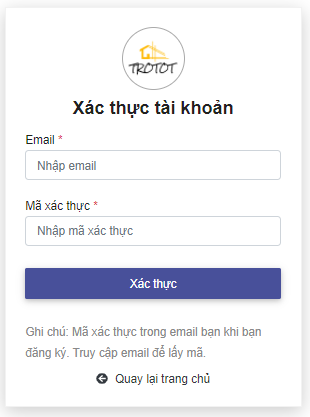 TROTOT
Xác thực tài khoản
Email *
Nhập email
Mã xác thực *
Nhập mã xác thực
Xác thực
Ghi chú: Mã xác thực trong email bạn khi bạn
đăng ký. Truy cập email để lấy mã.
Quay lại trang chủ